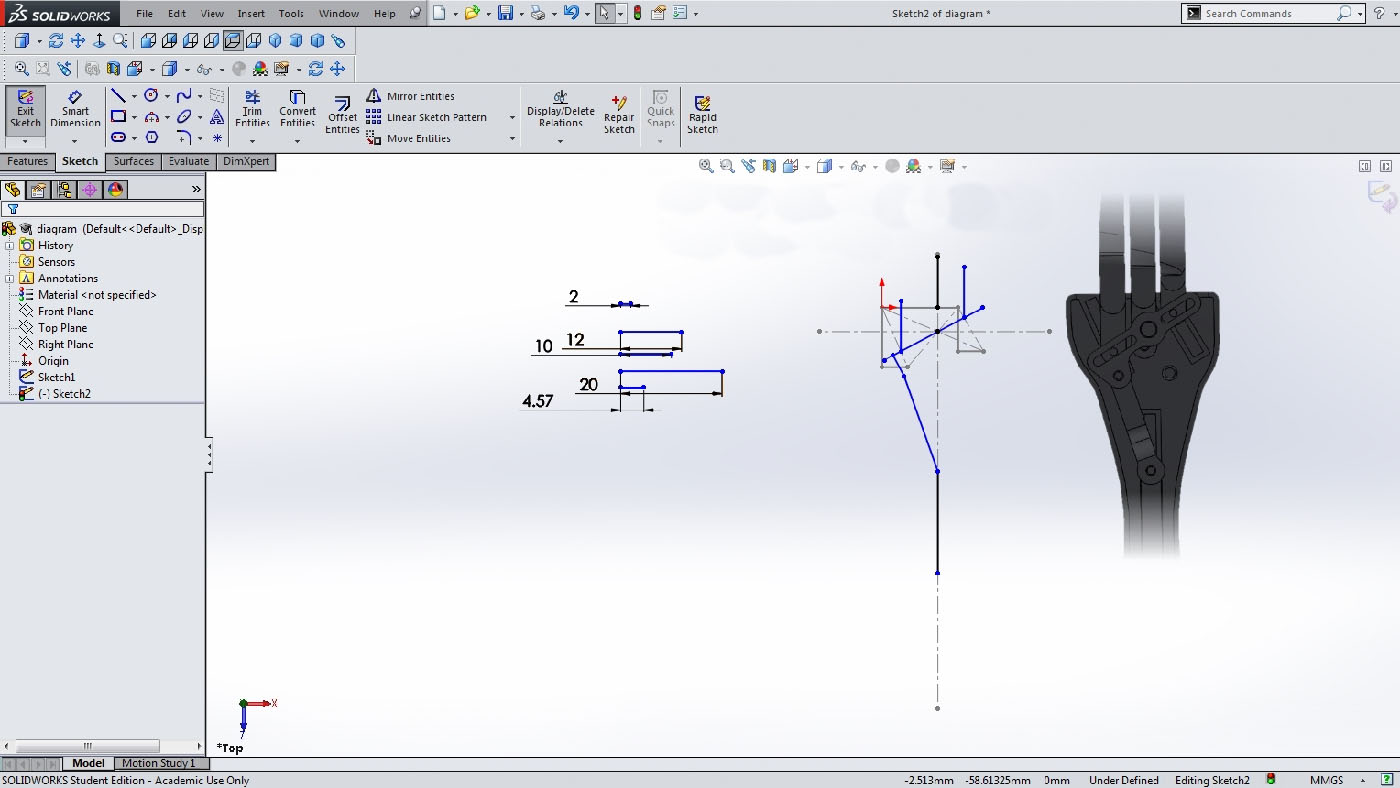 SOLIDWORKS File Edit View Insert Tools Window Help Sketch2 of diagram * Search Commands ?
Exit Sketch Smart Dimension Trim Entities Convert Entities Offset Entities Mirror Entities Linear Sketch Pattern Move Entities Display/Delete Relations Repair Sketch Quick Snaps Rapid Sketch
Features Sketch Surfaces Evaluate DimXpert
diagram (Default<<Default>_Disp
History
Sensors
Annotations
Material <not specified>
Front Plane
Top Plane
Right Plane
Origin
Sketch1
(-) Sketch2
2
12
10
20
4.57
X
*Top
Model Motion Study 1
SOLIDWORKS Student Edition - Academic Use Only -2.513mm -58.61325mm 0mm Under Defined Editing Sketch2 MMGS ?